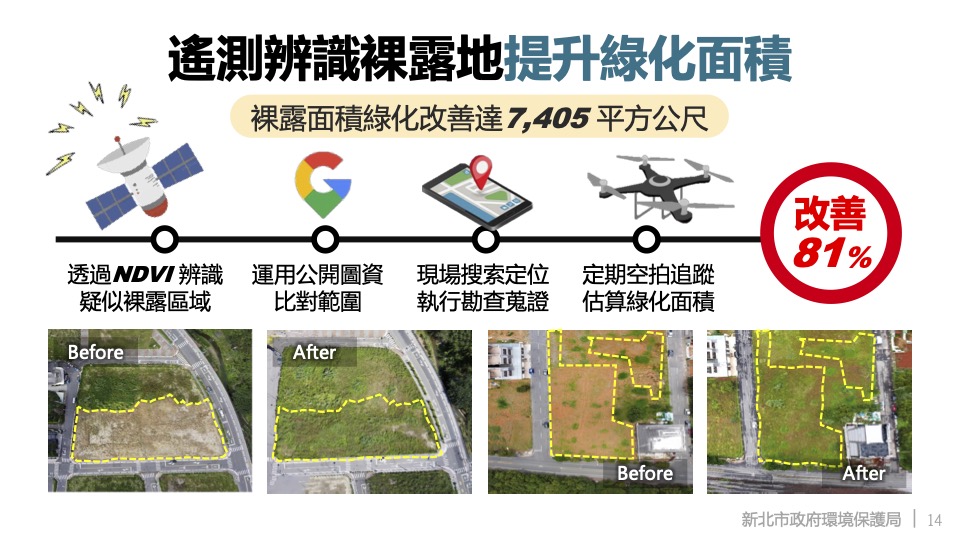 遙測辨識裸露地提升綠化面積
裸露面積綠化改善達7,405 平方公尺
透過NDVI 辨識
疑似裸露區域
運用公開圖資
比對範圍
現場搜索定位
執行勘查蒐證
定期空拍追蹤
估算綠化面積
改善
81%
Before
After
Before
After
新北市政府環境保護局 | 14